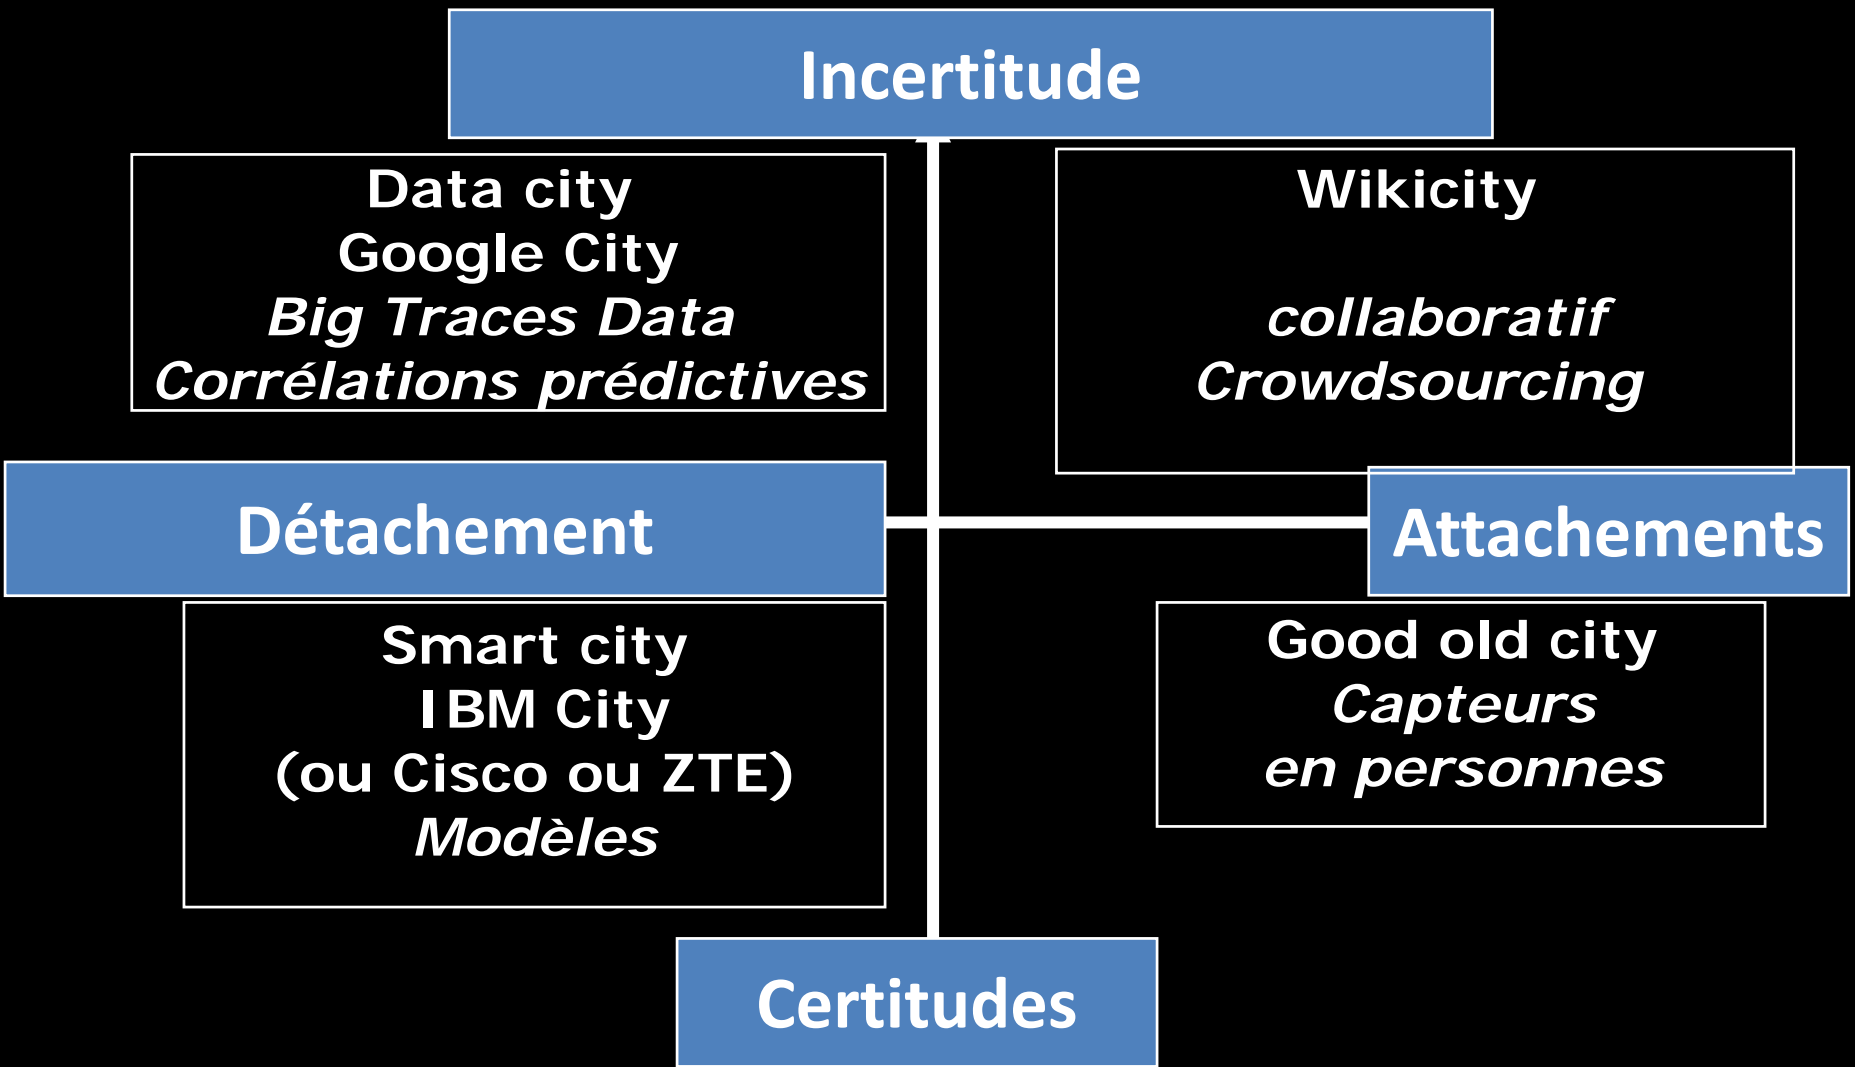 Incertitude
Data city
Google City
Big Traces Data
Corrélations prédictives
Wikicity
collaboratif
Crowdsourcing
Détachement
Attachements
Smart city
IBM City
(ou Cisco ou ZTE)
Modèles
Good old city
Capteurs
en personnes
Certitudes